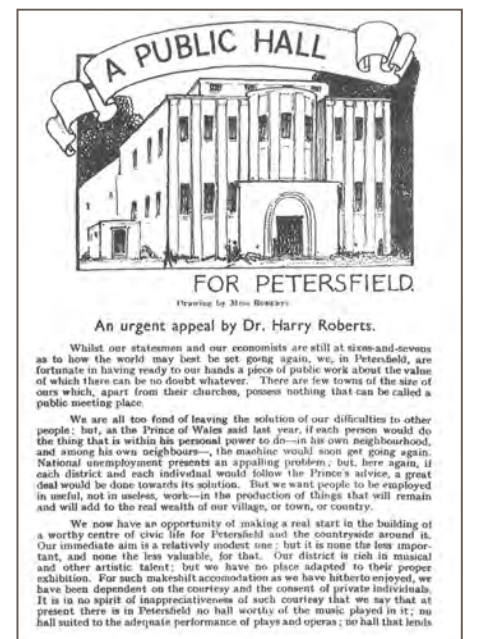 A PUBLIC HALL
FOR PETERSFIELD.
Drawing by Miss Roberts
An urgent appeal by Dr. Harry Roberts.
Whilst our statesmen and our economists are still at sixes-and-sevens
as to how the world may best be set going again, we, in Petersfield, are
fortunate in having ready to our hands a piece of public work about the value
of which there can be no doubt whatever. There are few towns of the size of
ours which, apart from their churches, possess nothing that can be called a
public meeting place.
We are all too fond of leaving the solution of our difficulties to other
people; but, as the Prince of Wales said last year, if each person would do
the thing that is within his personal power to do—in his own neighbourhood,
and among his own neighbours—, the machine would soon get going again.
National unemployment presents an appalling problem; but, here again, if
each district and each individual would follow the Prince's advice, a great
deal would be done towards its solution. But we want people to be employed
in useful, not in useless, work—in the production of things that will remain
and will add to the real wealth of our village, or town, or country.
We now have an opportunity of making a real start in the building of
a worthy centre of civic life for Petersfield and the countryside around it.
Our immediate aim is a relatively modest one; but it is none the less impor-
tant, and none the less valuable, for that. Our district is rich in musical
and other artistic talent; but we have no place adapted to their proper
exhibition. For such makeshift accomodation as we have hitherto enjoyed, we
have been dependent on the courtesy and the consent of private individuals.
It is in no spirit of inappreciativeness of such courtesy that we say that at
present there is in Petersfield no hall worthy of the music played in it; no
hall suited to the adequate performance of plays and operas; no hall that lends